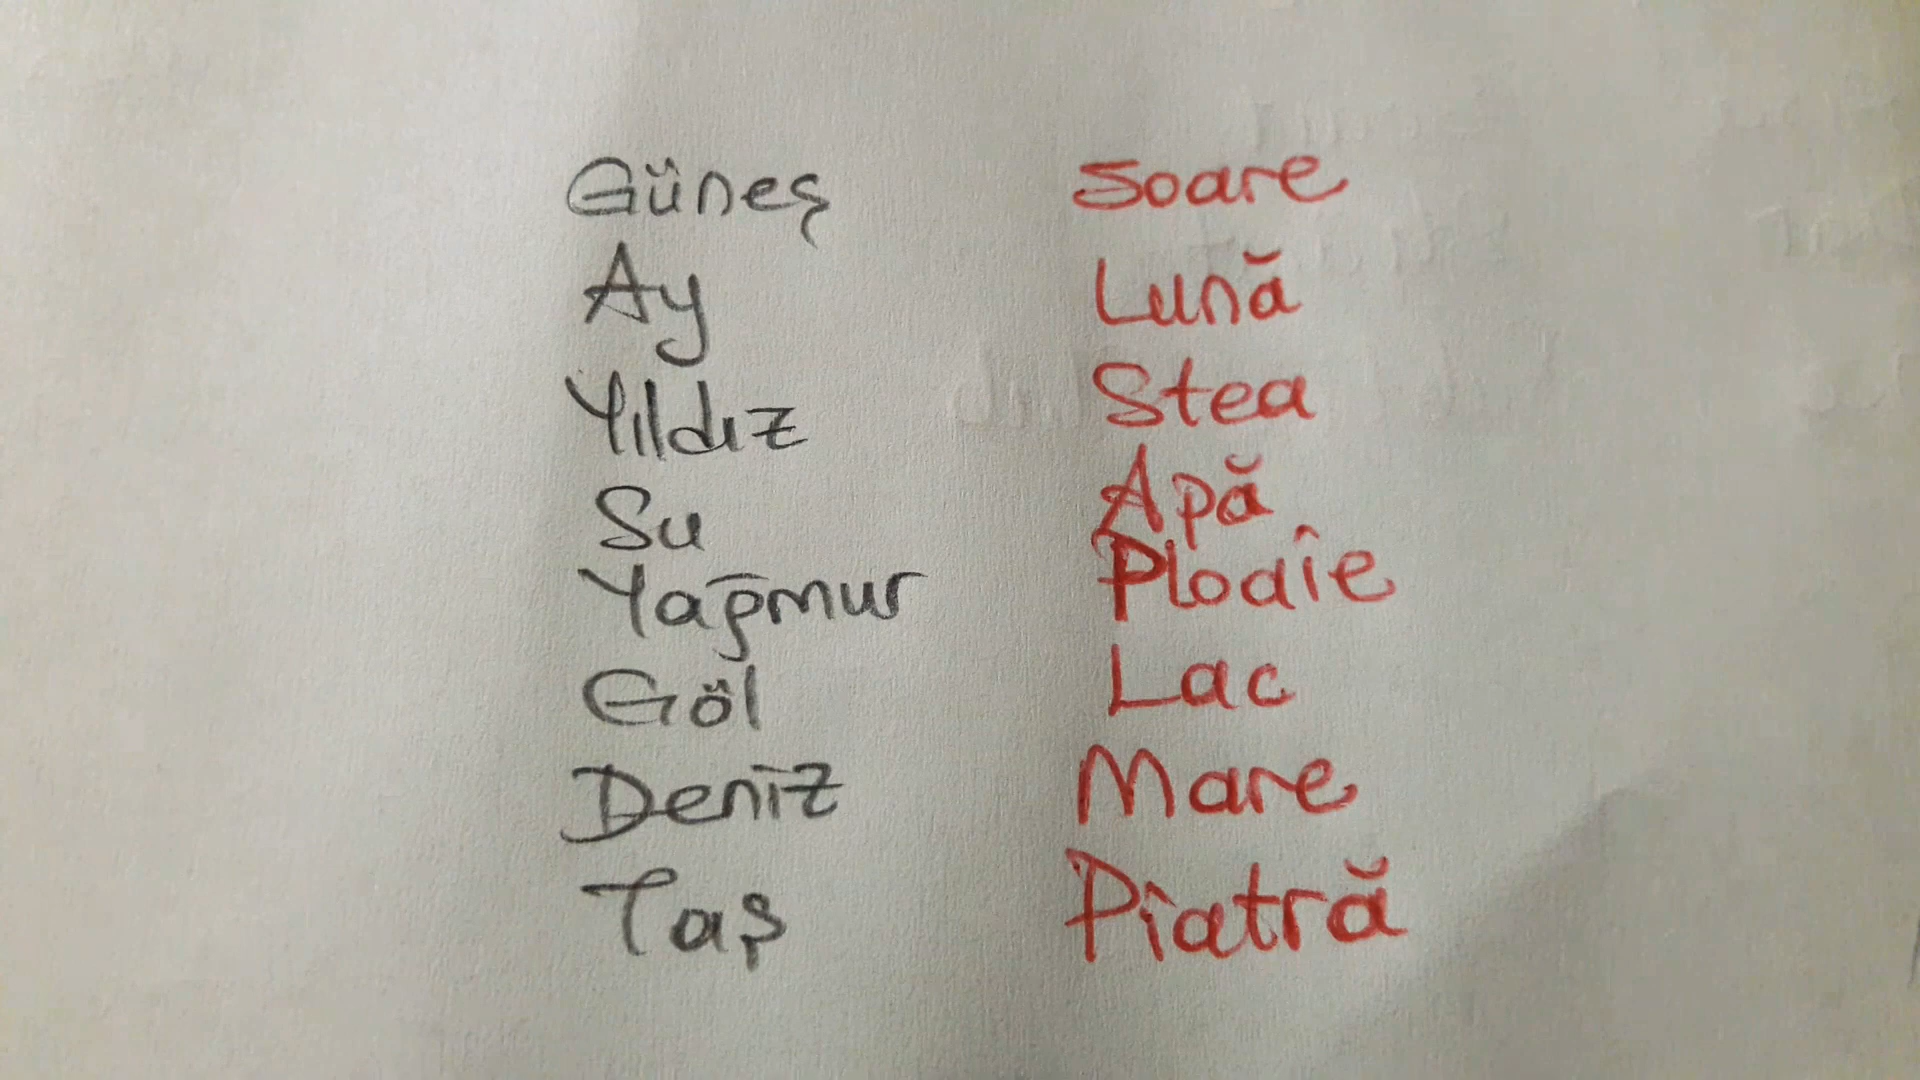 Güneş Soare
Ay Lună
Yıldız Stea
Su Apă
Yağmur Ploaie
Göl Lac
Deniz Mare
Taş Piatră